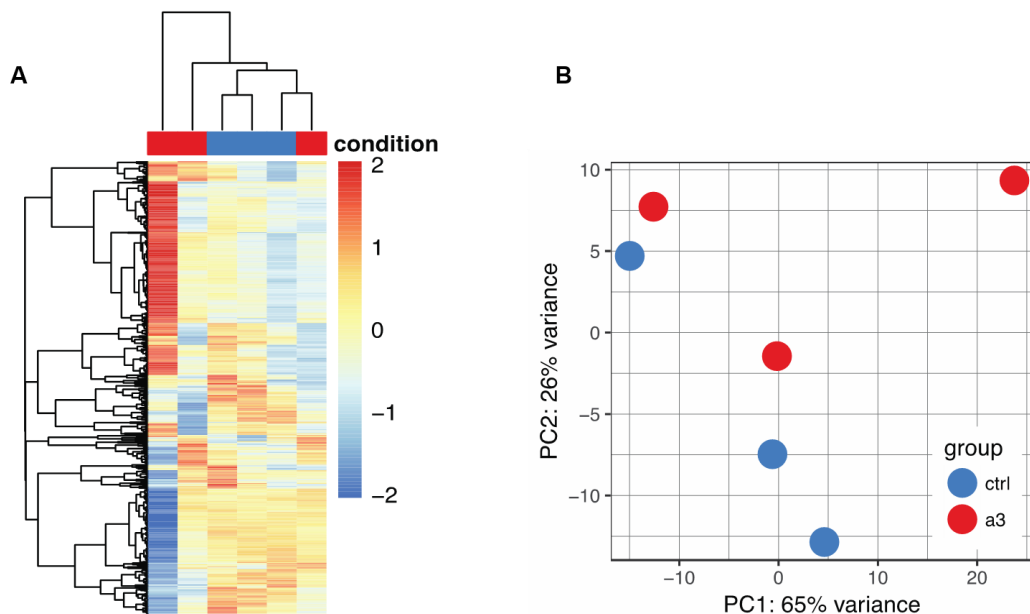 A
condition
2
1
0
−1
−2
B
10
5
0
−5
−10
−10
0
10
20
PC2: 26% variance
PC1: 65% variance
group
ctrl
a3